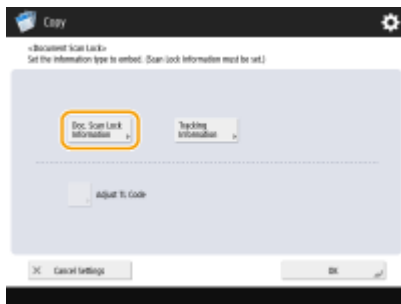 Copy
<Document Scan Lock>
Set the information type to embed. (Scan Lock Information must be set.)
Doc. Scan Lock
Information
Tracking
Information
Adjust TL Code
Cancel Settings
OK